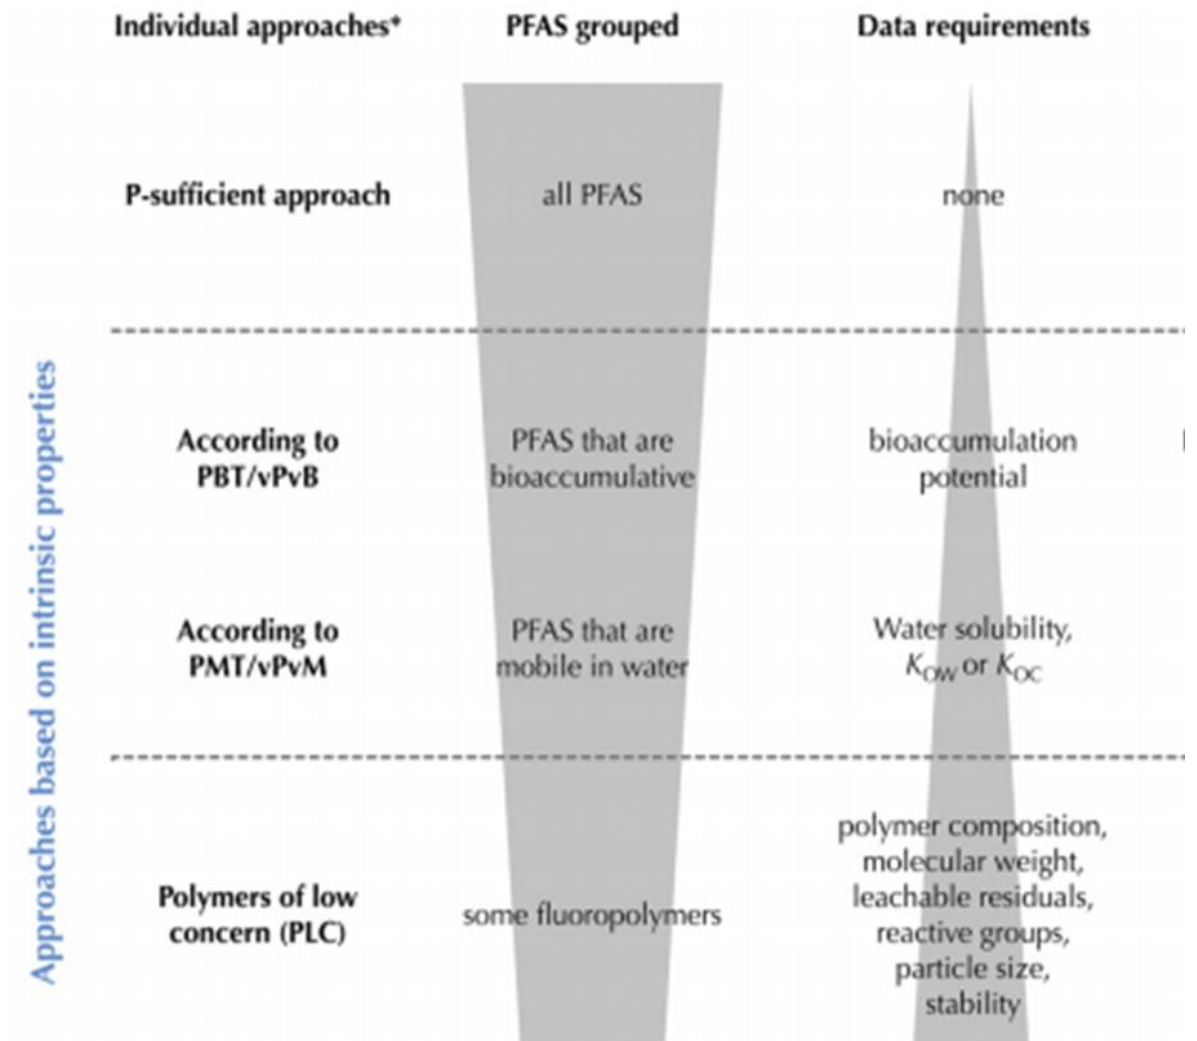 Individual approaches*
PFAS grouped
Data requirements
P-sufficient approach
all PFAS
none
Approaches based on intrinsic properties
According to
PBT/vPvB
PFAS that are
bioaccumulative
bioaccumulation
potential
According to
PMT/vPvM
PFAS that are
mobile in water
Water solubility,
KOW or KOC
Polymers of low
concern (PLC)
some fluoropolymers
polymer composition,
molecular weight,
leachable residuals,
reactive groups,
particle size,
stability